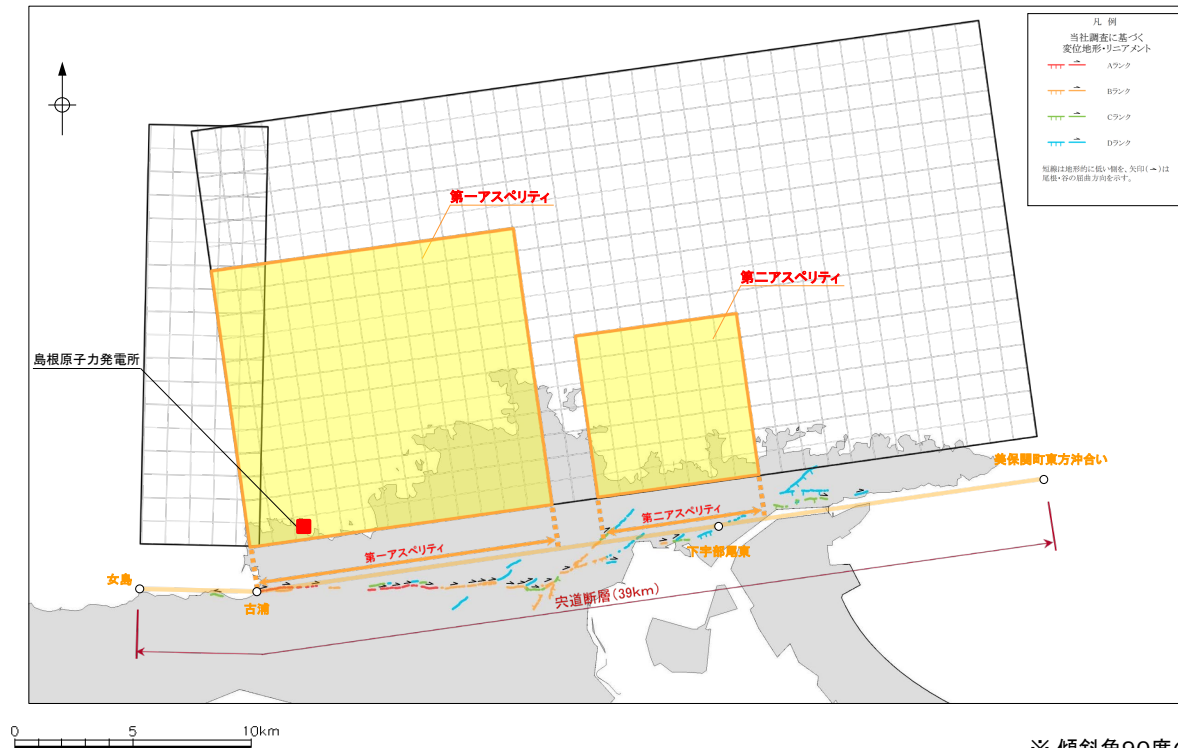 凡 例
当社調査に基づく
変位地形・リニアメント
Aランク
Bランク
Cランク
Dランク
短線は地形的に低い側を、矢印(→)は
尾根・谷の屈曲方向を示す。
第一アスペリティ
第二アスペリティ
島根原子力発電所
美保関町東方沖合い
第二アスペリティ
下宇部尾東
第一アスペリティ
女島
古浦
宍道断層(39km)
0 5 10km
※ 傾斜角90度